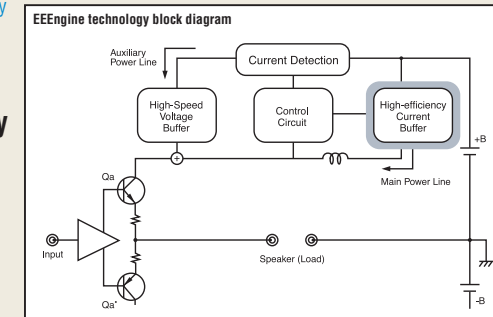 y
EEEngine technology block diagram
y
Auxiliary
Power Line
Current Detection
High-Speed
Voltage
Buffer
Control
Circuit
High-efficiency
Current
Buffer
+B
+
Main Power Line
Qa
Input
Speaker (Load)
Qa'
-B